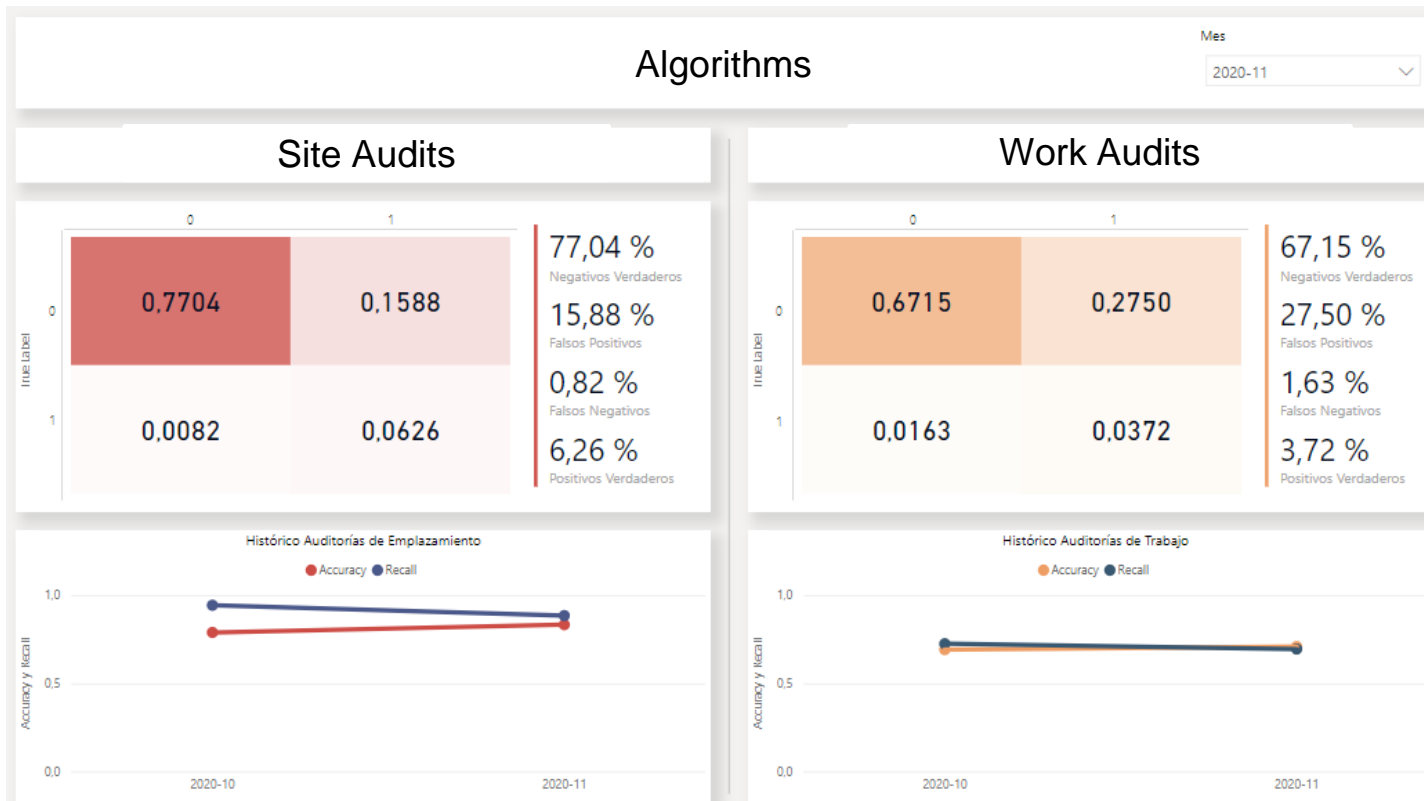 Algorithms
Mes
2020-11
Site Audits
0 1
True Label
0
0,7704 0,1588
1
0,0082 0,0626
77,04 %
Negativos Verdaderos
15,88 %
Falsos Positivos
0,82 %
Falsos Negativos
6,26 %
Positivos Verdaderos
Histórico Auditorías de Emplazamiento
Accuracy Recall
Accuracy y Recall
1,0
0,5
0,0
2020-10 2020-11
Work Audits
0 1
True Label
0
0,6715 0,2750
1
0,0163 0,0372
67,15 %
Negativos Verdaderos
27,50 %
Falsos Positivos
1,63 %
Falsos Negativos
3,72 %
Positivos Verdaderos
Histórico Auditorías de Trabajo
Accuracy Recall
Accuracy y Recall
1,0
0,5
0,0
2020-10 2020-11